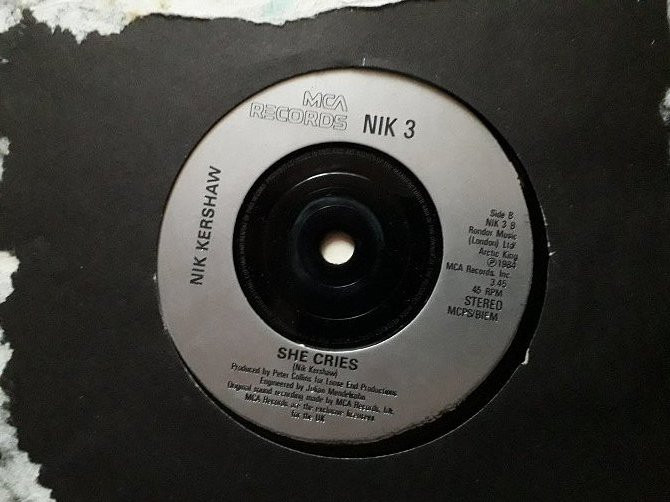 MCA
RECORDS
NIK 3
NIK KERSHAW
Side B
NIK 3 B
Rondor Music
(London) Ltd
Arctic King
℗1984
MCA Records, Inc.
3.45
45 RPM
STEREO
MCPS/BIEM
SHE CRIES
(Nik Kershaw)
Produced by Peter Collins for Loose End Productions
Engineered by Julian Mendelsohn
Original sound recording made by MCA Records, UK
MCA Records are the exclusive licensees
for the UK